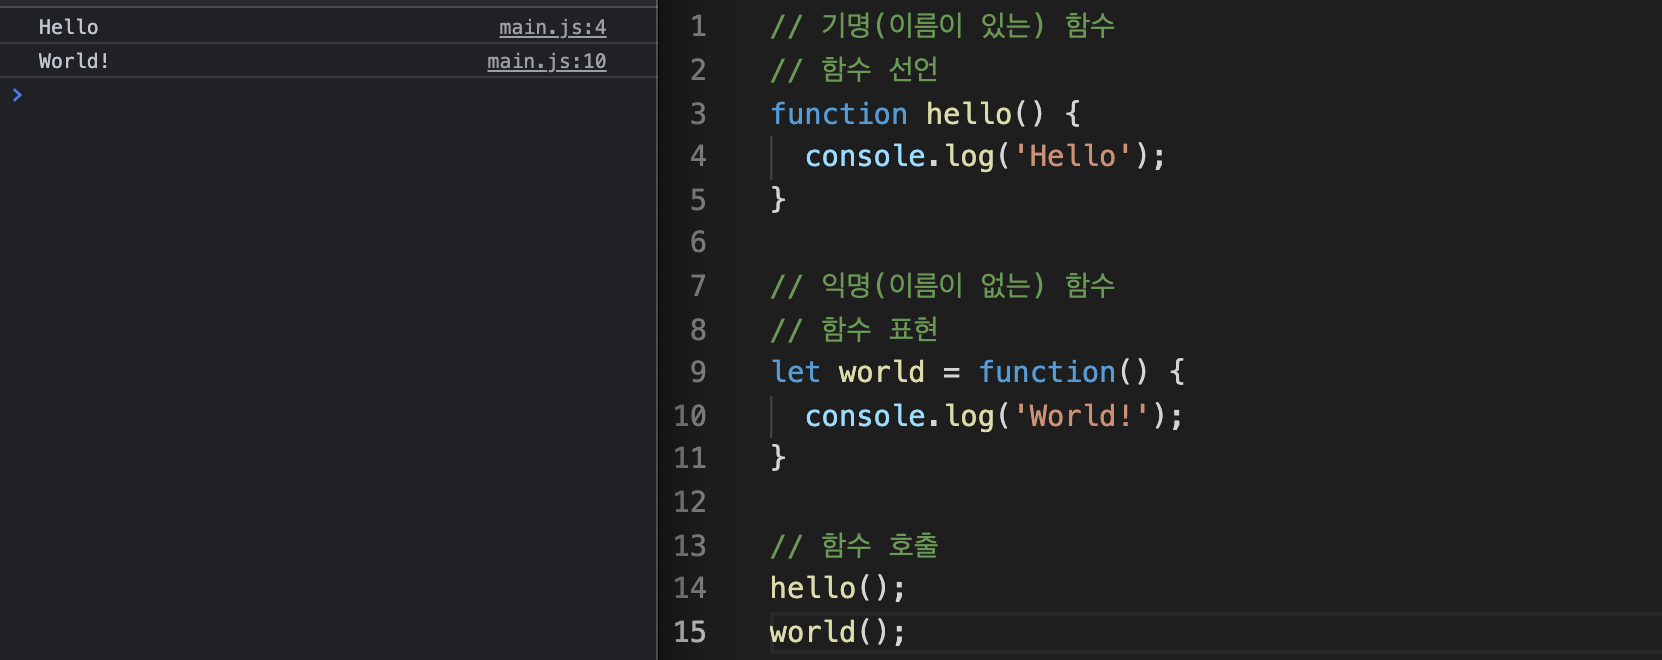 Hello main.js:4
World! main.js:10
>
1 // 기명(이름이 있는) 함수
2 // 함수 선언
3 function hello() {
4   console.log('Hello');
5 }
6
7 // 익명(이름이 없는) 함수
8 // 함수 표현
9 let world = function() {
10   console.log('World!');
11 }
12
13 // 함수 호출
14 hello();
15 world();